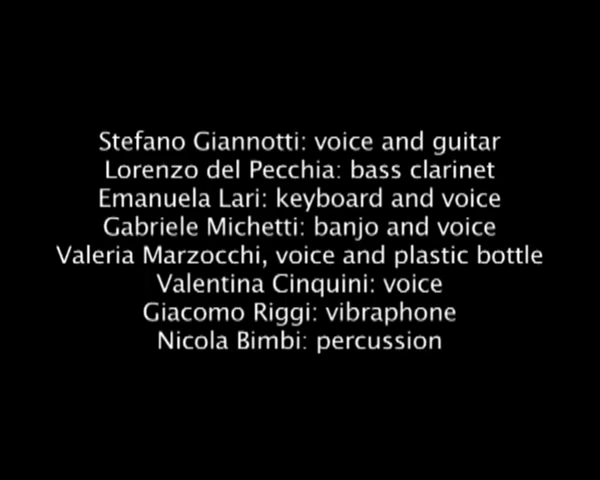 Stefano Giannotti: voice and guitar
Lorenzo del Pecchia: bass clarinet
Emanuela Lari: keyboard and voice
Gabriele Michetti: banjo and voice
Valeria Marzocchi, voice and plastic bottle
Valentina Cinquini: voice
Giacomo Riggi: vibraphone
Nicola Bimbi: percussion